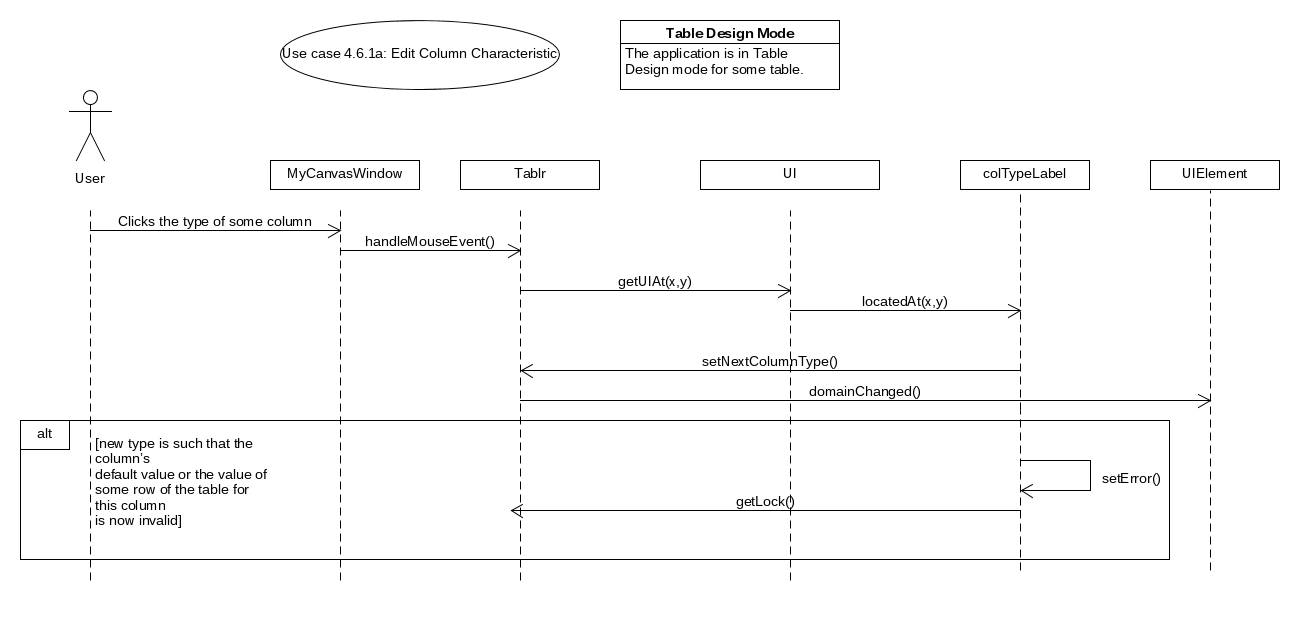 Use case 4.6.1a: Edit Column Characteristic
Table Design Mode
The application is in Table
Design mode for some table.
User
MyCanvasWindow
Tablr
UI
colTypeLabel
UIElement
Clicks the type of some column
handleMouseEvent()
getUIAt(x,y)
locatedAt(x,y)
setNextColumnType()
domainChanged()
alt
[new type is such that the
column's
default value or the value of
some row of the table for
this column
is now invalid]
setError()
getLock()